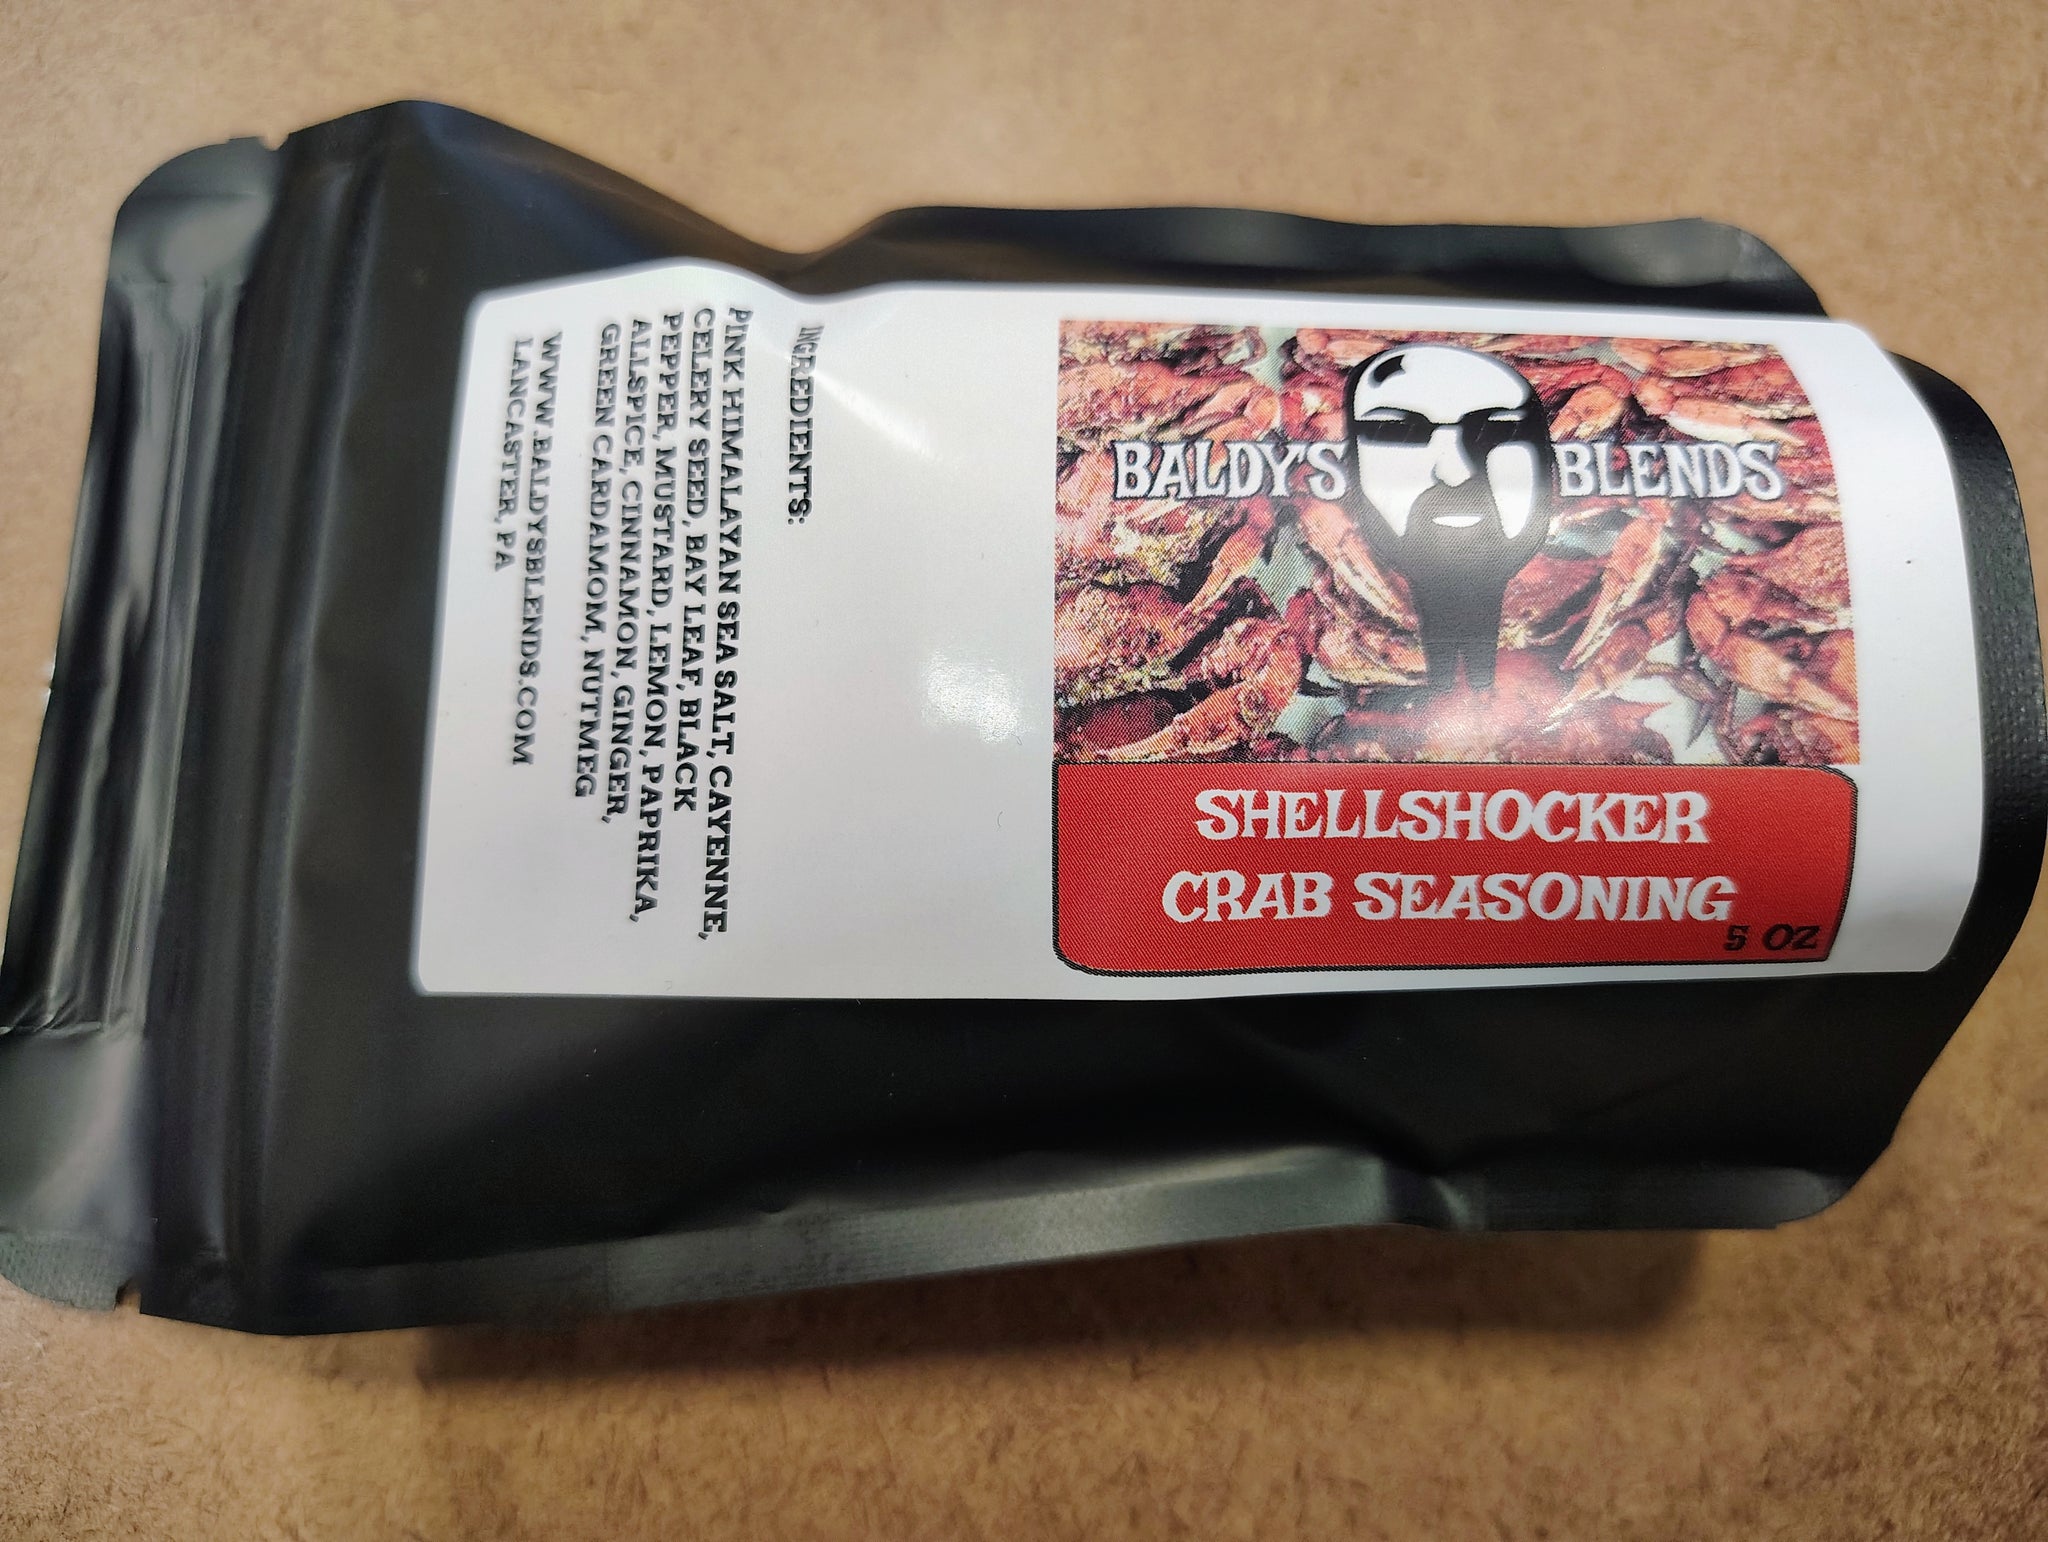 BALDY'S BLENDS
SHELLSHOCKER
CRAB SEASONING
5 OZ
INGREDIENTS:
PINK HIMALAYAN SEA SALT, CAYENNE,
CELERY SEED, BAY LEAF, BLACK
PEPPER, MUSTARD, LEMON, PAPRIKA,
ALLSPICE, CINNAMON, GINGER,
GREEN CARDAMOM, NUTMEG
WWW.BALDYSBLENDS.COM
LANCASTER, PA